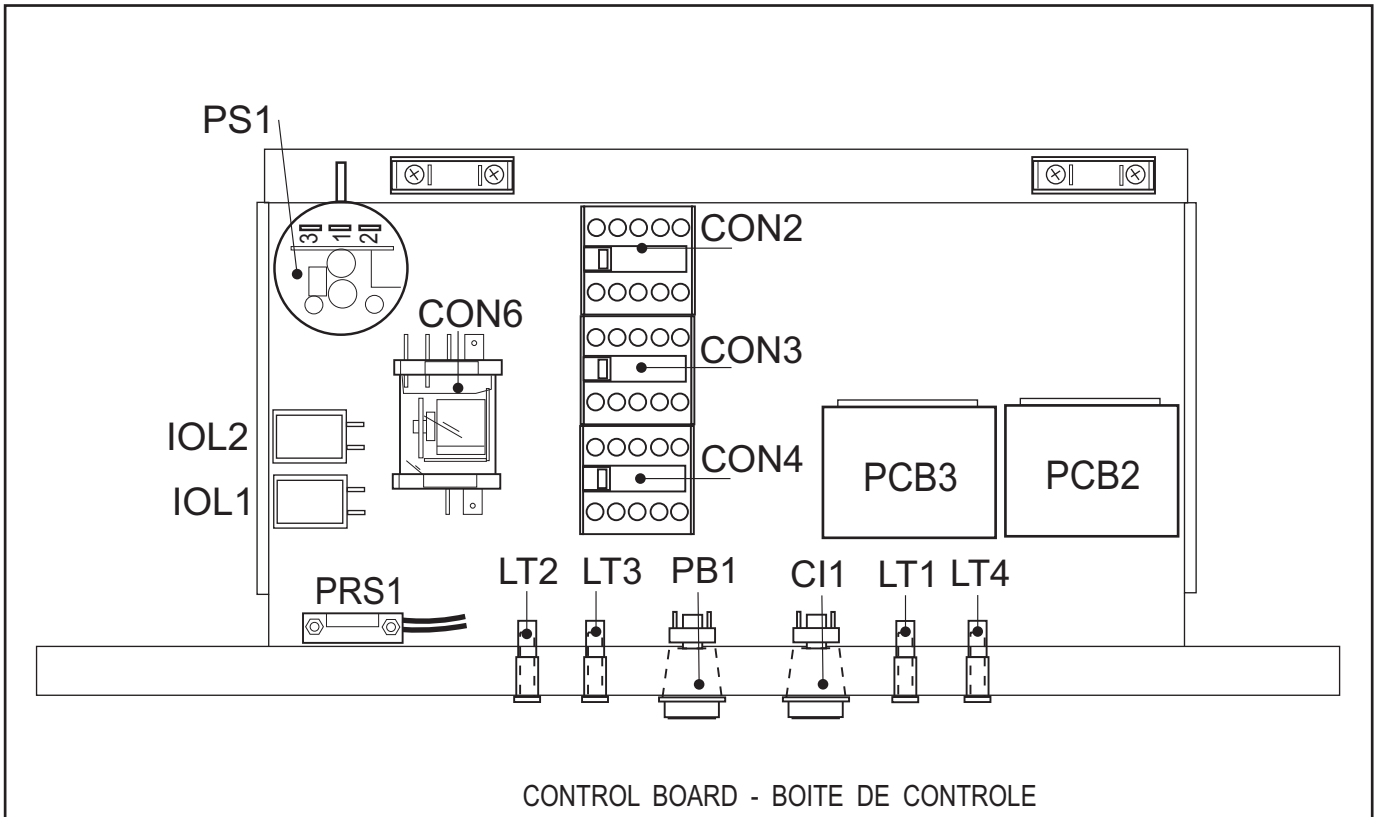 PS1
3 1 2
CON2
CON6
CON3
IOL2
CON4
PCB3
PCB2
IOL1
LT2
LT3
PB1
CI1
LT1
LT4
PRS1
CONTROL BOARD - BOITE DE CONTROLE